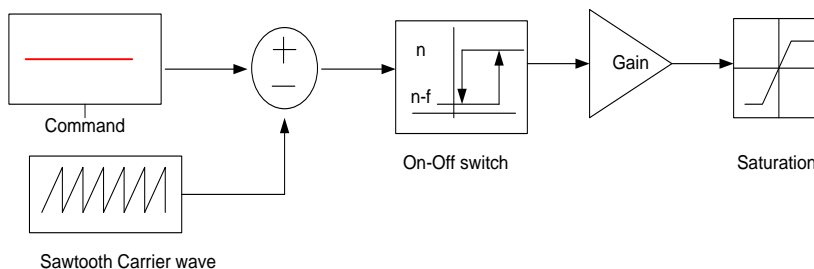 Command
Sawtooth Carrier wave
+
−
n
n-f
On-Off switch
Gain
Saturation